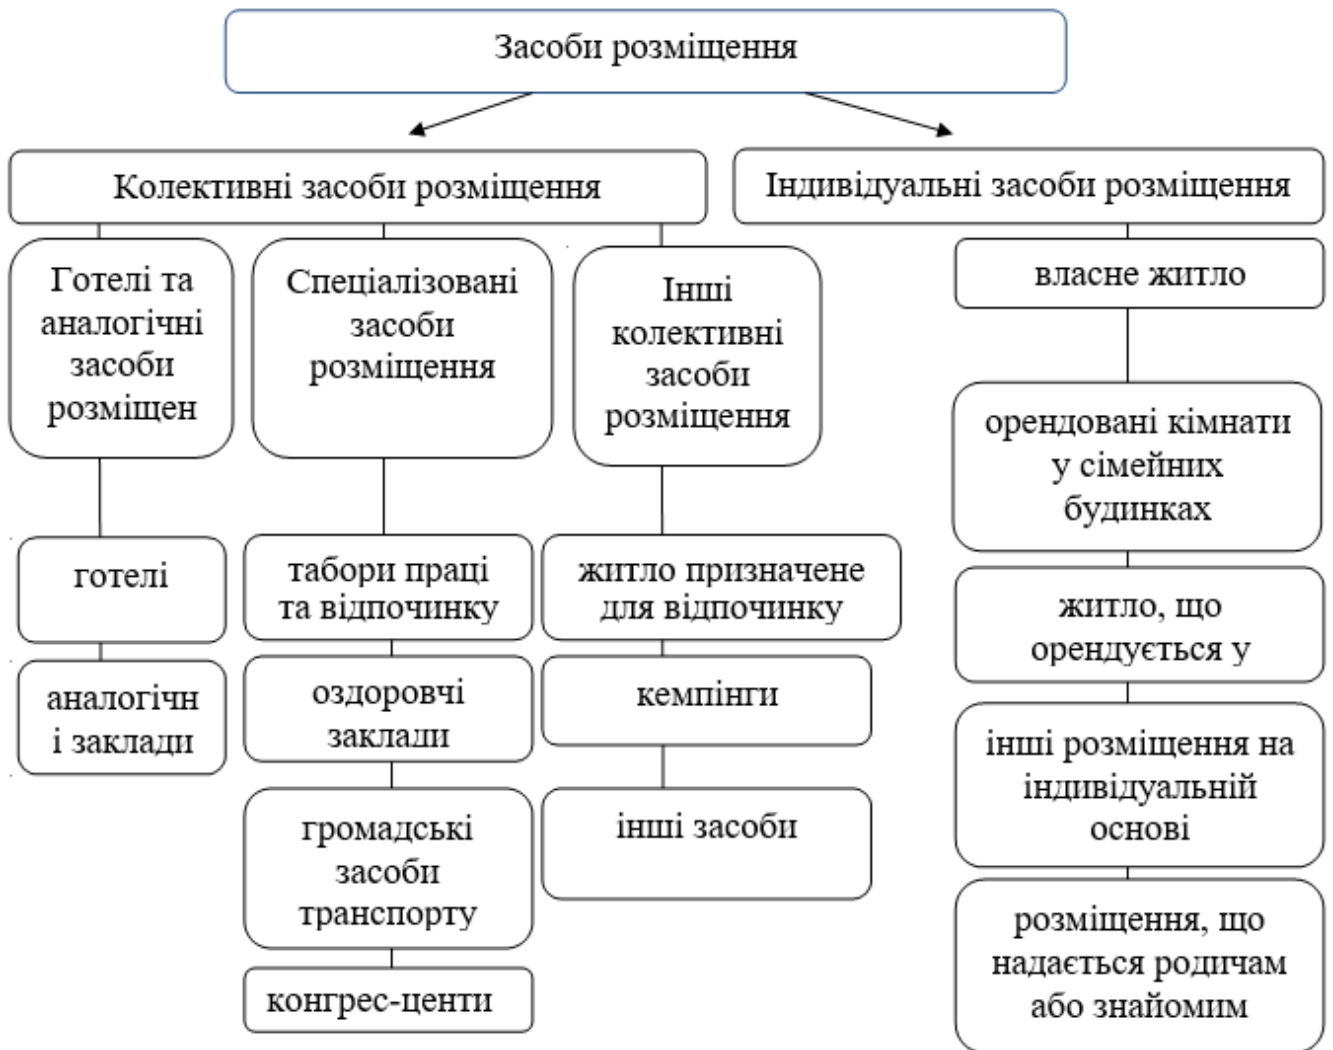 Засоби розміщення
Колективні засоби розміщення
Індивідуальні засоби розміщення
Готелі та
аналогічні
засоби
розміщен
Спеціалізовані
засоби
розміщення
Інші
колективні
засоби
розміщення
власне житло
орендовані кімнати
у сімейних
будинках
готелі
табори праці
та відпочинку
житло призначене
для відпочинку
житло, що
орендується у
аналогічн
і заклади
оздоровчі
заклади
кемпінги
інші розміщення на
індивідуальній
основі
громадські
засоби
транспорту
інші засоби
розміщення, що
надається родичам
або знайомим
конгрес-центи